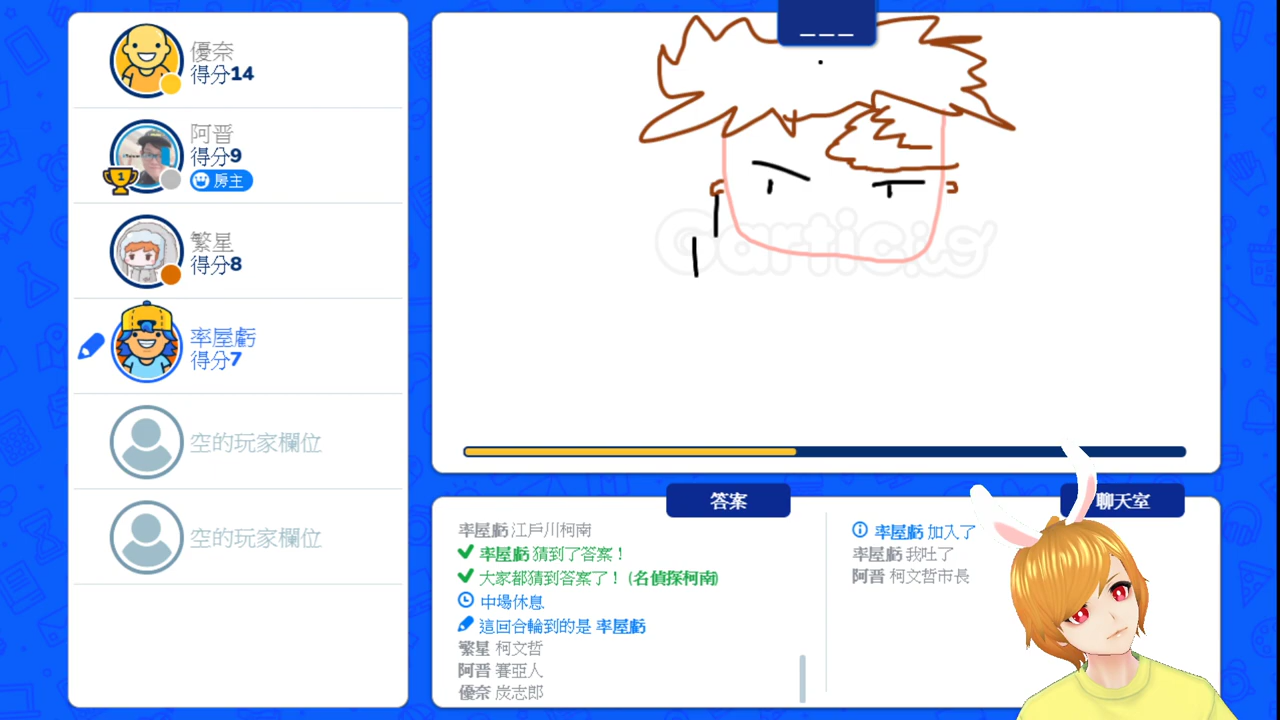 優奈
得分14
阿晋
得分9
房主
繁星
得分8
率屋虧
得分7
空的玩家欄位
空的玩家欄位
_ _ _
Gartic.io
答案
率屋虧 江戶川柯南
率屋虧 猜到了答案！
大家都猜到答案了！ (名偵探柯南)
中場休息
這回合輪到的是 率屋虧
繁星 柯文哲
阿晋 賽亞人
優奈 炭志郎
聊天室
率屋虧 加入了
率屋虧 我吐了
阿晋 柯文哲市長